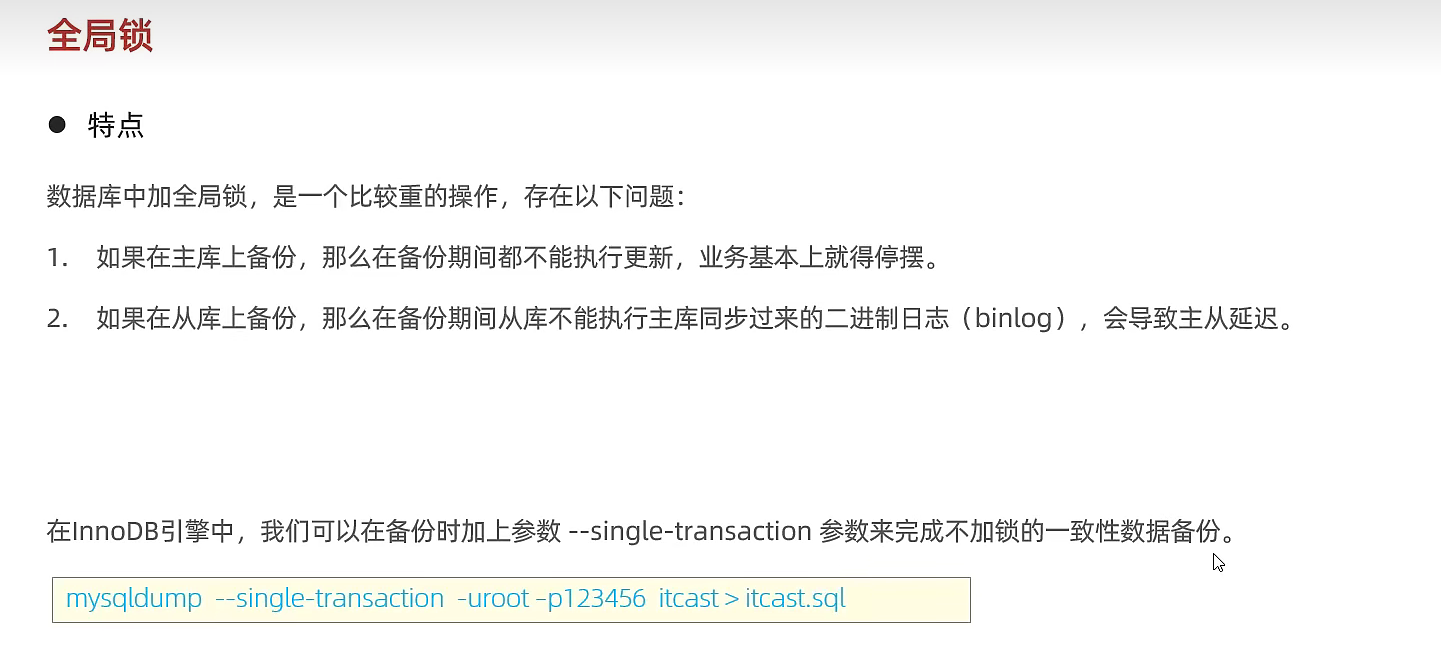 全局锁
● 特点
数据库中加全局锁，是一个比较重的操作，存在以下问题：
1. 如果在主库上备份，那么在备份期间都不能执行更新，业务基本上就得停摆。
2. 如果在从库上备份，那么在备份期间从库不能执行主库同步过来的二进制日志（binlog），会导致主从延迟。
在InnoDB引擎中，我们可以在备份时加上参数 --single-transaction 参数来完成不加锁的一致性数据备份。
mysqldump --single-transaction -uroot –p123456 itcast > itcast.sql